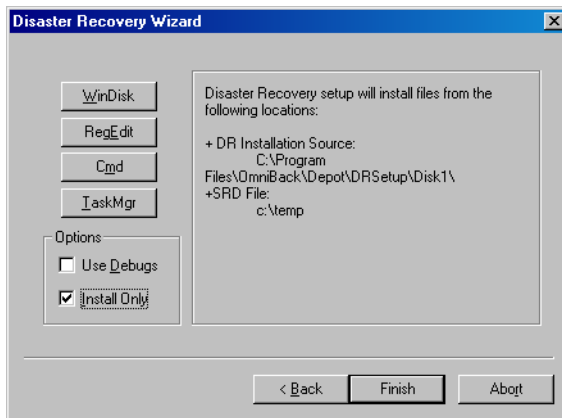 Disaster Recovery Wizard
WinDisk
RegEdit
Cmd
TaskMgr
Options
Use Debugs
Install Only
Disaster Recovery setup will install files from the
following locations:
+ DR Installation Source:
C:\Program
Files\OmniBack\Depot\DRSetup\Disk1\
+SRD File:
c:\temp
< Back
Finish
Abort